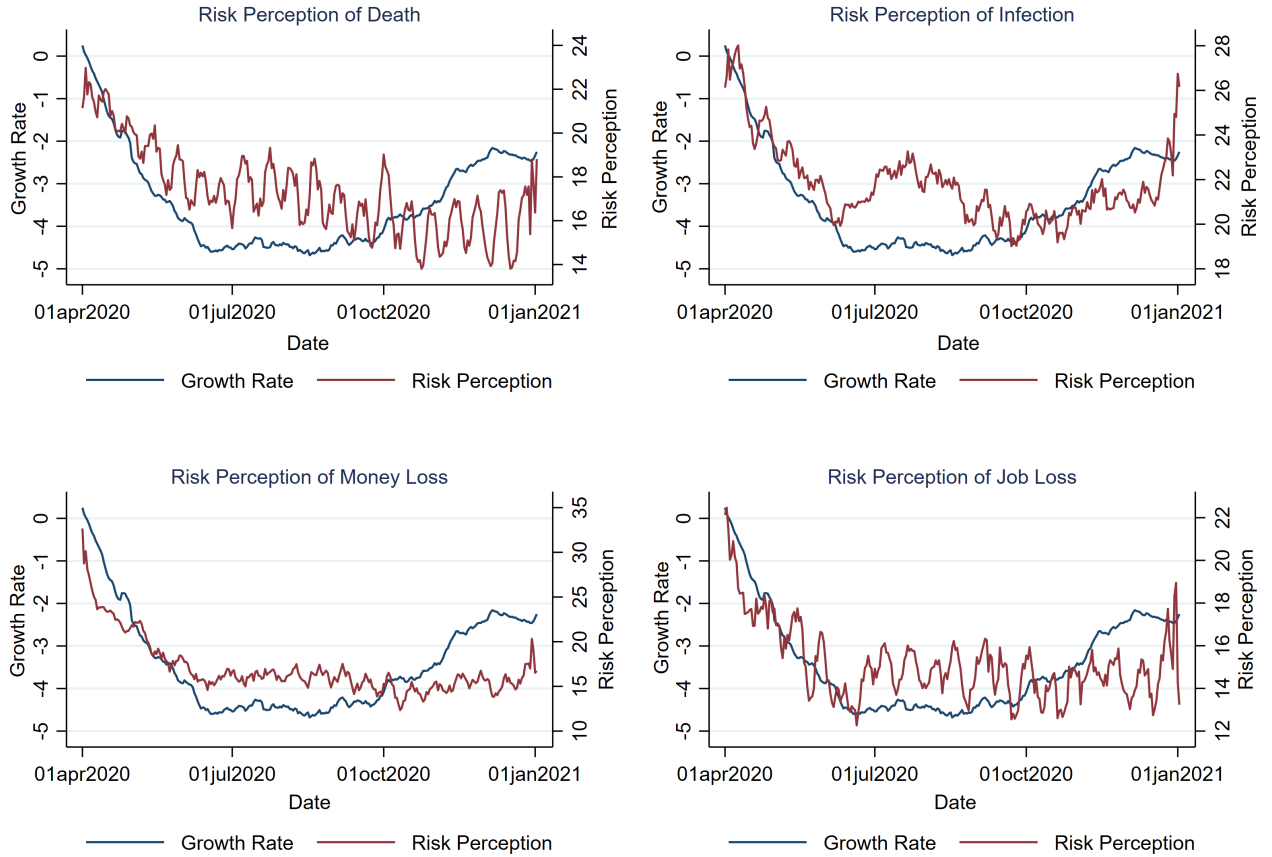 Risk Perception of Death
Growth Rate
0
-1
-2
-3
-4
-5
24
22
20
18
16
14
Risk Perception
01apr2020 01jul2020 01oct2020 01jan2021
Date
Growth Rate Risk Perception
Risk Perception of Infection
Growth Rate
0
-1
-2
-3
-4
-5
28
26
24
22
20
18
Risk Perception
01apr2020 01jul2020 01oct2020 01jan2021
Date
Growth Rate Risk Perception
Risk Perception of Money Loss
Growth Rate
0
-1
-2
-3
-4
-5
35
30
25
20
15
10
Risk Perception
01apr2020 01jul2020 01oct2020 01jan2021
Date
Growth Rate Risk Perception
Risk Perception of Job Loss
Growth Rate
0
-1
-2
-3
-4
-5
22
20
18
16
14
12
Risk Perception
01apr2020 01jul2020 01oct2020 01jan2021
Date
Growth Rate Risk Perception